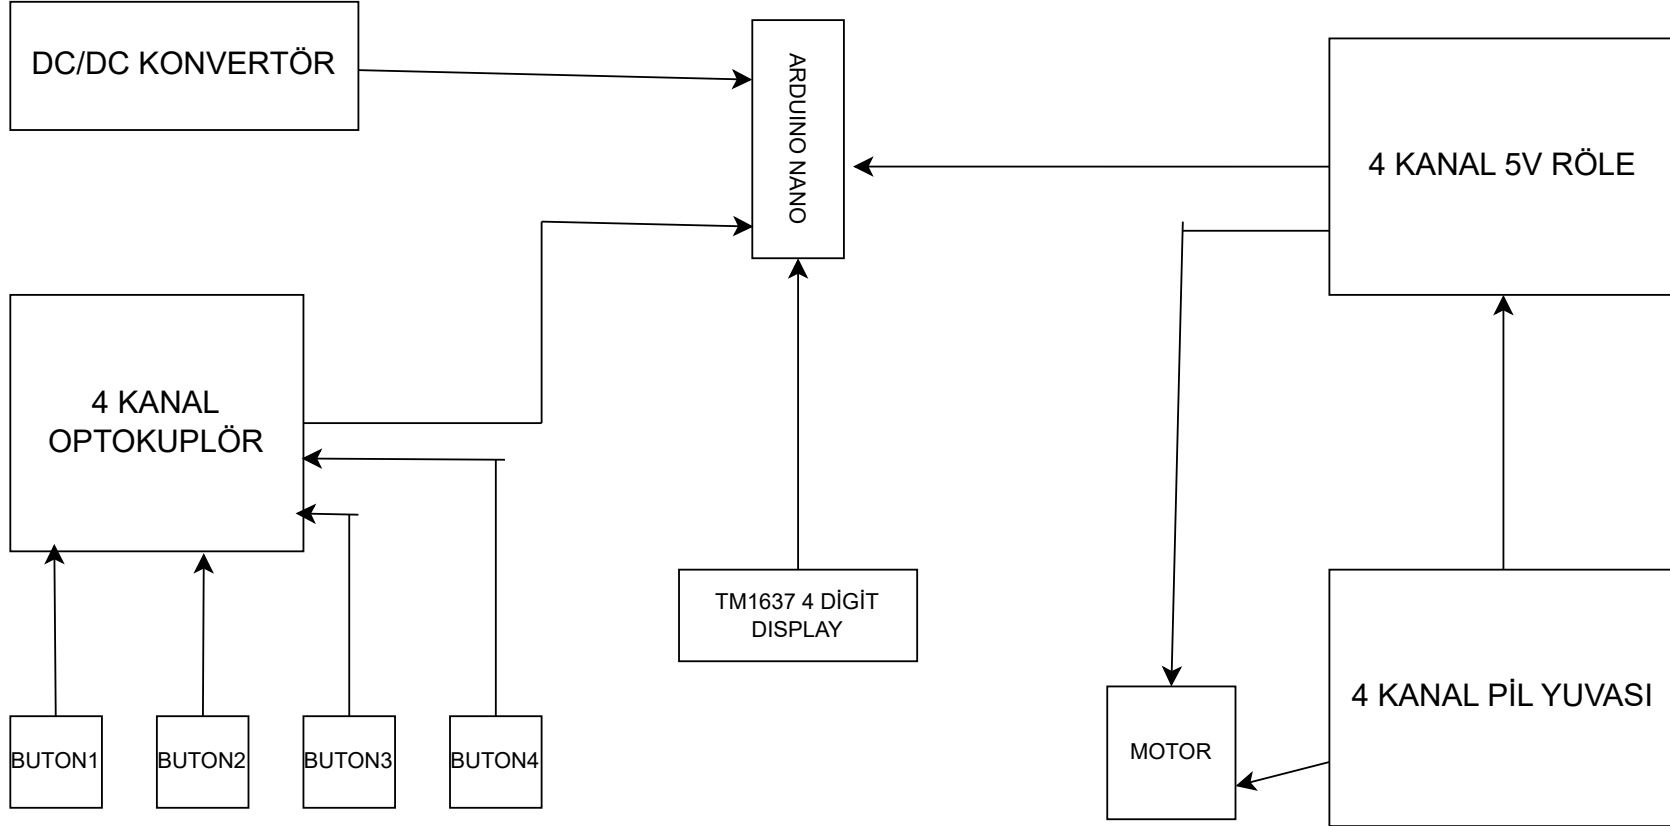 DC/DC KONVERTÖR
ARDUINO NANO
4 KANAL 5V RÖLE
4 KANAL
OPTOKUPLÖR
TM1637 4 DİGİT
DISPLAY
4 KANAL PİL YUVASI
MOTOR
BUTON1
BUTON2
BUTON3
BUTON4